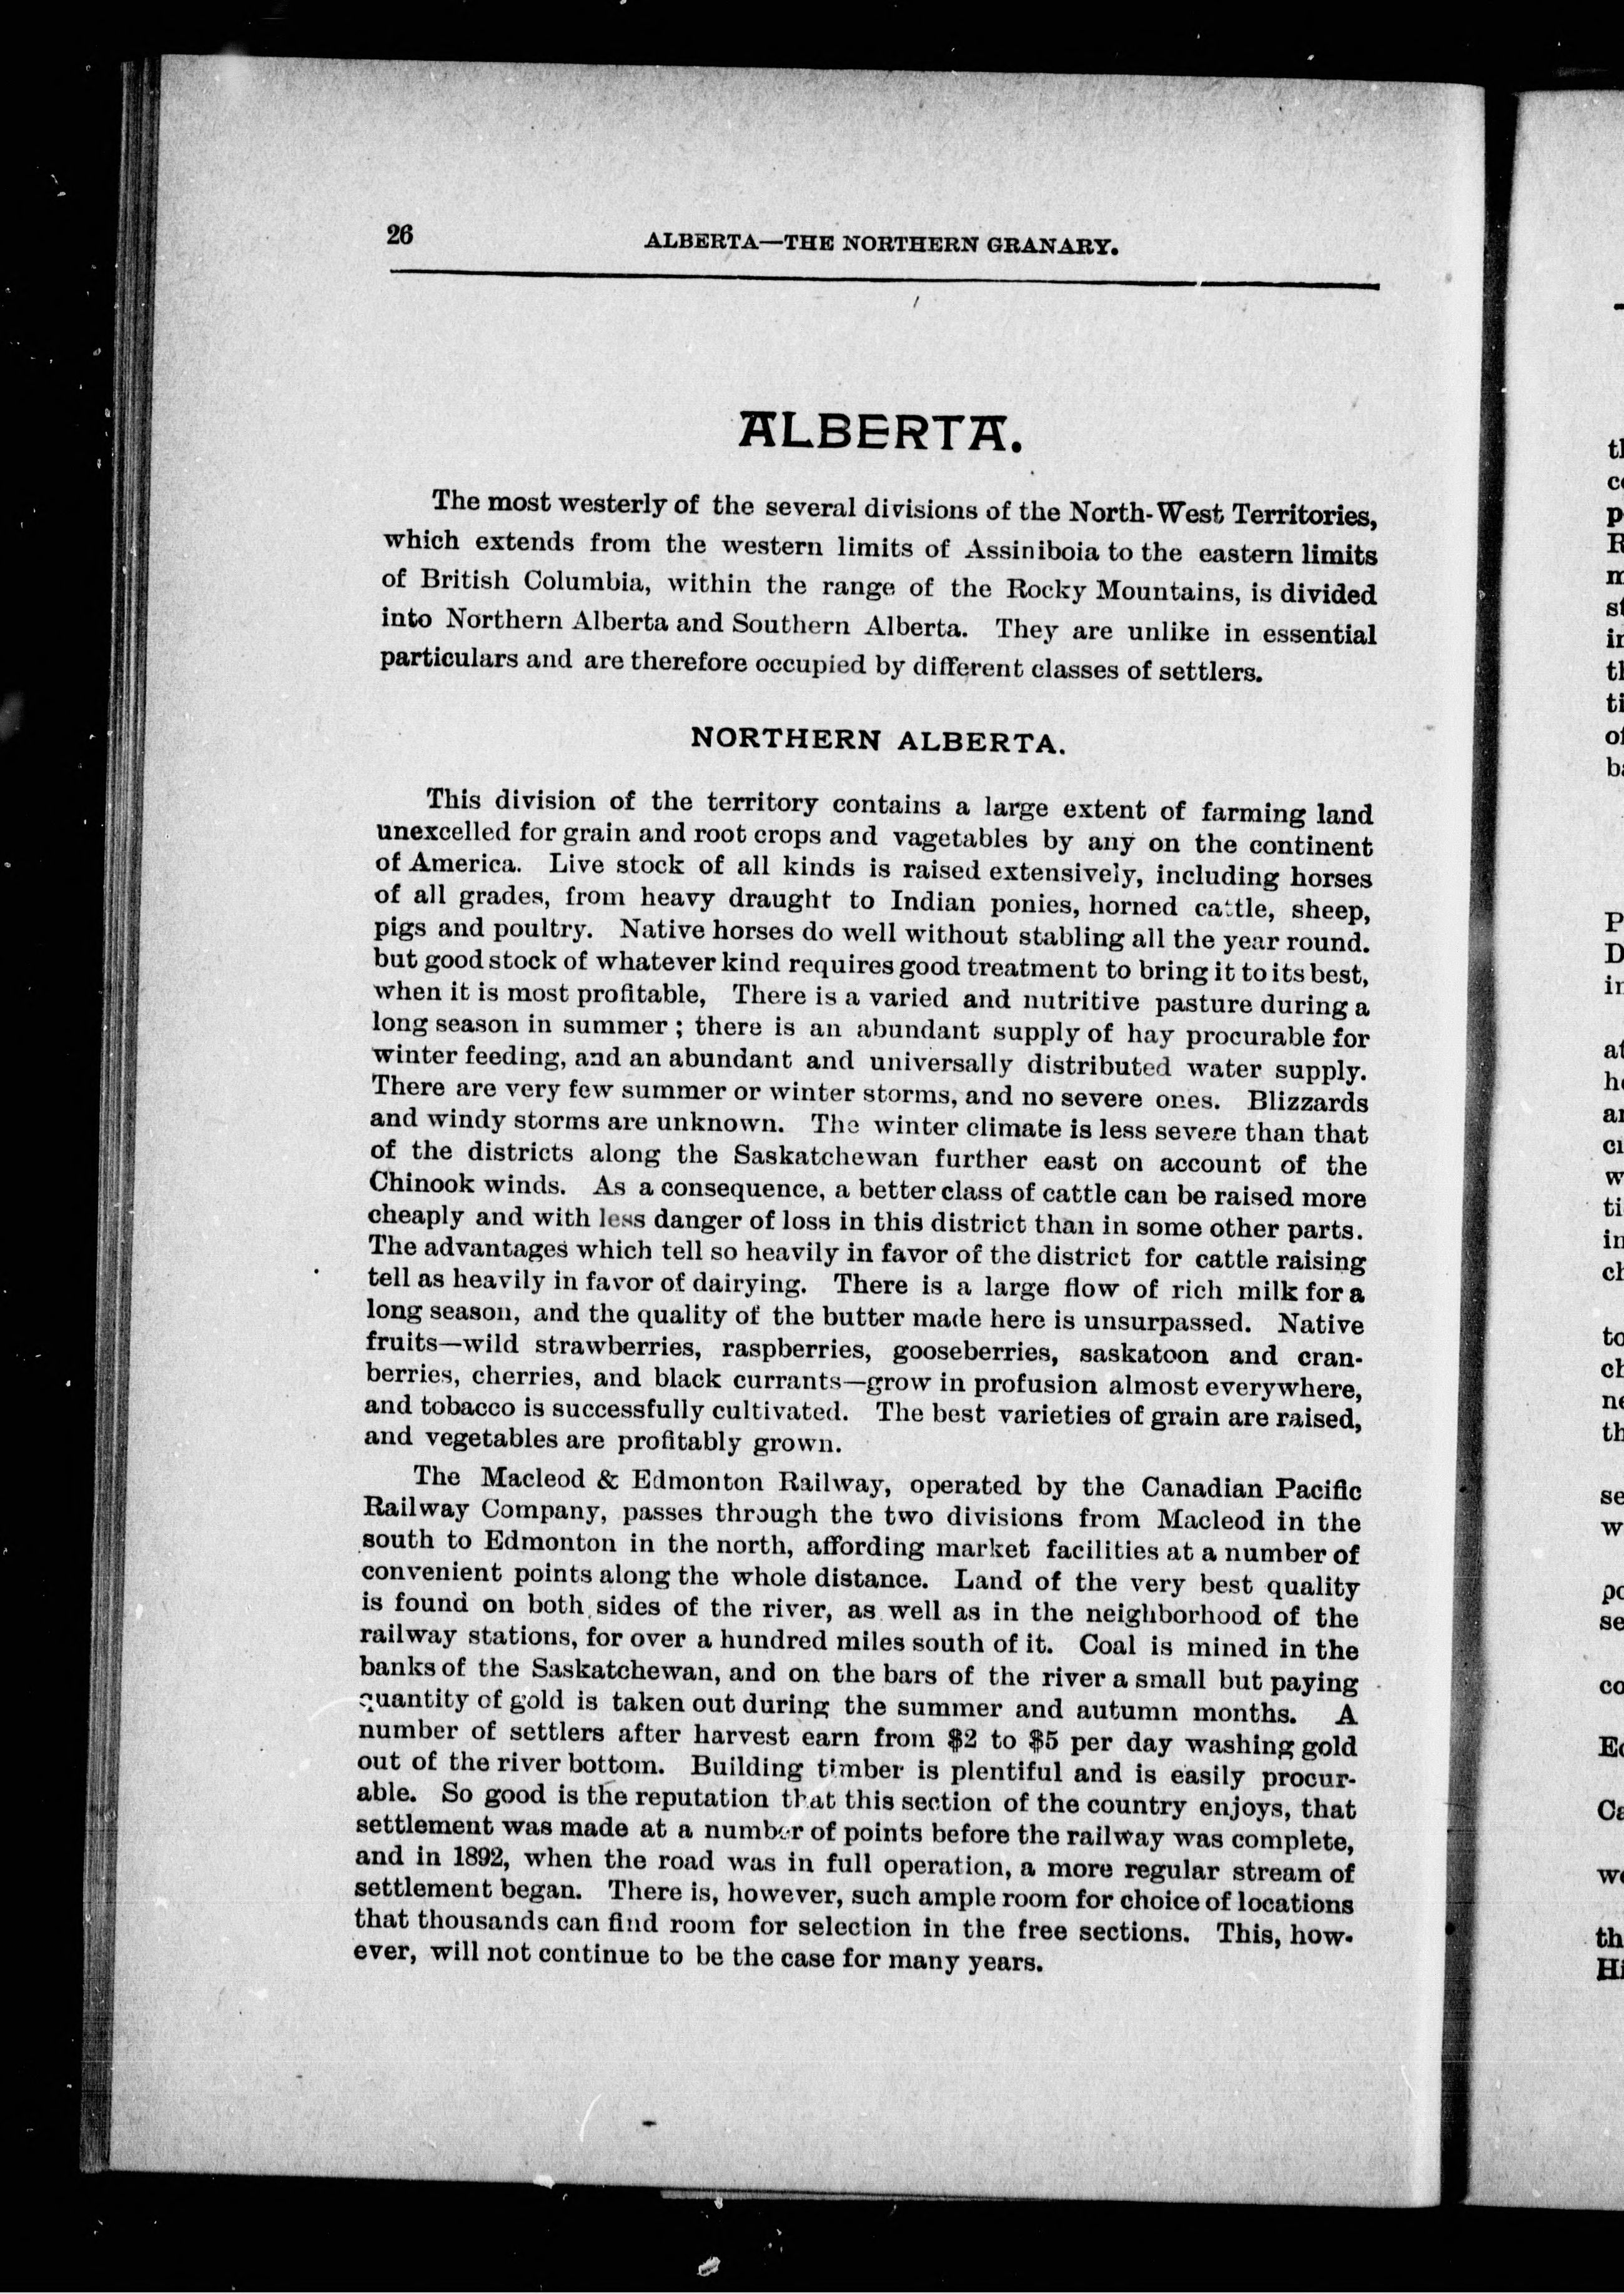 26
ALBERTA—THE NORTHERN GRANARY.
ALBERTA.
The most westerly of the several divisions of the North-West Territories,
which extends from the western limits of Assiniboia to the eastern limits
of British Columbia, within the range of the Rocky Mountains, is divided
into Northern Alberta and Southern Alberta. They are unlike in essential
particulars and are therefore occupied by different classes of settlers.
NORTHERN ALBERTA.
This division of the territory contains a large extent of farming land
unexcelled for grain and root crops and vagetables by any on the continent
of America. Live stock of all kinds is raised extensively, including horses
of all grades, from heavy draught to Indian ponies, horned cattle, sheep,
pigs and poultry. Native horses do well without stabling all the year round.
but good stock of whatever kind requires good treatment to bring it to its best,
when it is most profitable, There is a varied and nutritive pasture during a
long season in summer ; there is an abundant supply of hay procurable for
winter feeding, and an abundant and universally distributed water supply.
There are very few summer or winter storms, and no severe ones. Blizzards
and windy storms are unknown. The winter climate is less severe than that
of the districts along the Saskatchewan further east on account of the
Chinook winds. As a consequence, a better class of cattle can be raised more
cheaply and with less danger of loss in this district than in some other parts.
The advantages which tell so heavily in favor of the district for cattle raising
tell as heavily in favor of dairying. There is a large flow of rich milk for a
long season, and the quality of the butter made here is unsurpassed. Native
fruits—wild strawberries, raspberries, gooseberries, saskatoon and cran-
berries, cherries, and black currants—grow in profusion almost everywhere,
and tobacco is successfully cultivated. The best varieties of grain are raised,
and vegetables are profitably grown.
The Macleod & Edmonton Railway, operated by the Canadian Pacific
Railway Company, passes through the two divisions from Macleod in the
south to Edmonton in the north, affording market facilities at a number of
convenient points along the whole distance. Land of the very best quality
is found on both sides of the river, as well as in the neighborhood of the
railway stations, for over a hundred miles south of it. Coal is mined in the
banks of the Saskatchewan, and on the bars of the river a small but paying
quantity of gold is taken out during the summer and autumn months. A
number of settlers after harvest earn from $2 to $5 per day washing gold
out of the river bottom. Building timber is plentiful and is easily procur-
able. So good is the reputation that this section of the country enjoys, that
settlement was made at a number of points before the railway was complete,
and in 1892, when the road was in full operation, a more regular stream of
settlement began. There is, however, such ample room for choice of locations
that thousands can find room for selection in the free sections. This, how-
ever, will not continue to be the case for many years.